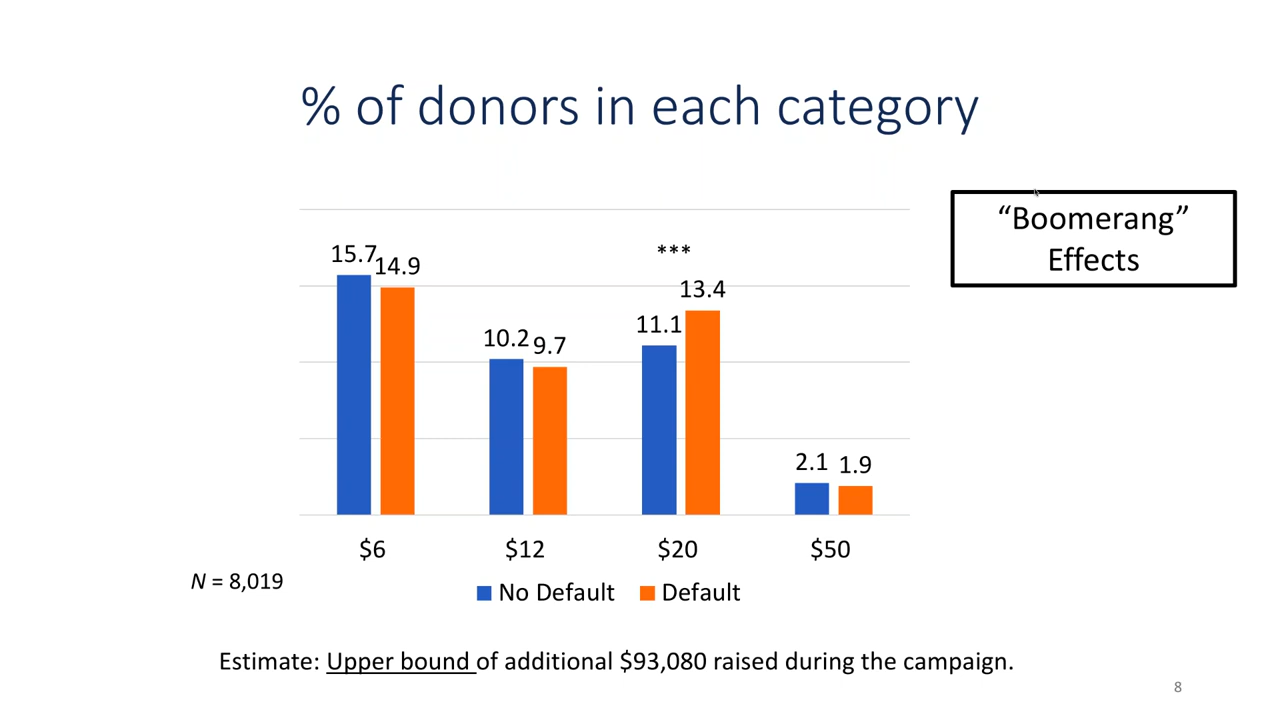 % of donors in each category
“Boomerang”
Effects
***
15.7
14.9
10.2
9.7
11.1
13.4
2.1
1.9
$6
$12
$20
$50
N = 8,019
No Default
Default
Estimate: Upper bound of additional $93,080 raised during the campaign.
8